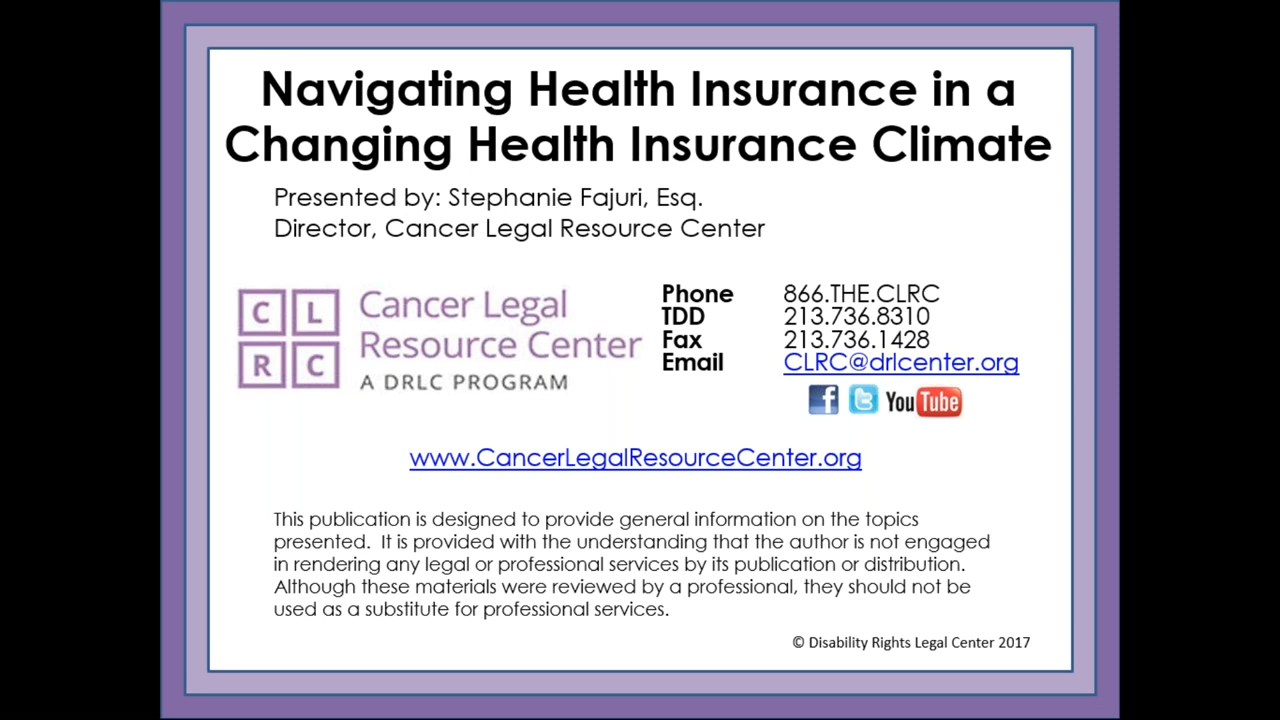 Navigating Health Insurance in a
Changing Health Insurance Climate
Presented by: Stephanie Fajuri, Esq.
Director, Cancer Legal Resource Center
C L
R C
Cancer Legal
Resource Center
A DRLC PROGRAM
Phone 866.THE.CLRC
TDD 213.736.8310
Fax 213.736.1428
Email CLRC@drlcenter.org
f t YouTube
www.CancerLegalResourceCenter.org
This publication is designed to provide general information on the topics
presented.  It is provided with the understanding that the author is not engaged
in rendering any legal or professional services by its publication or distribution.
Although these materials were reviewed by a professional, they should not be
used as a substitute for professional services.
© Disability Rights Legal Center 2017